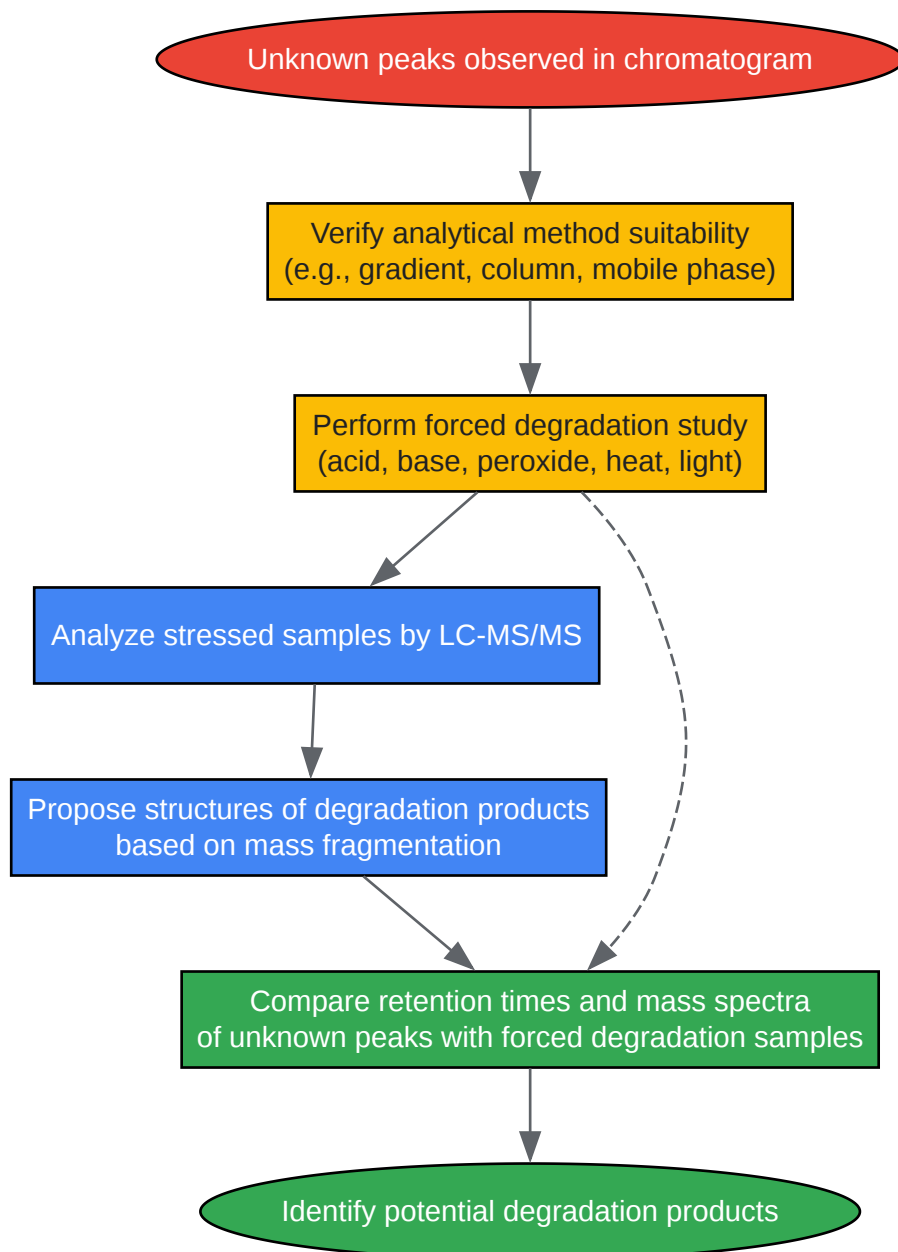 Unknown peaks observed in chromatogram
Verify analytical method suitability
(e.g., gradient, column, mobile phase)
Perform forced degradation study
(acid, base, peroxide, heat, light)
Analyze stressed samples by LC-MS/MS
Propose structures of degradation products
based on mass fragmentation
Compare retention times and mass spectra
of unknown peaks with forced degradation samples
Identify potential degradation products